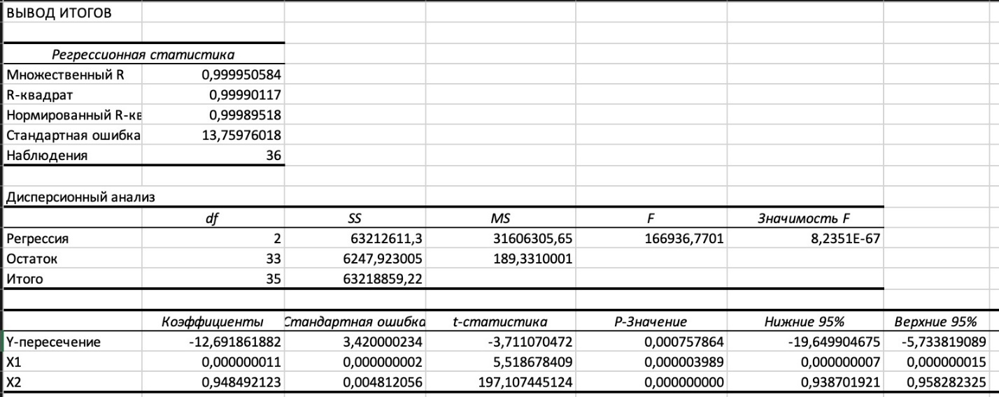 ВЫВОД ИТОГОВ
Регрессионная статистика
Множественный R 0,999950584
R-квадрат 0,99990117
Нормированный R-кв 0,99989518
Стандартная ошибка 13,75976018
Наблюдения 36
Дисперсионный анализ
df SS MS F Значимость F
Регрессия 2 63212611,3 31606305,65 166936,7701 8,2351E-67
Остаток 33 6247,923005 189,3310001
Итого 35 63218859,22
Коэффициенты Стандартная ошибка t-статистика P-Значение Нижние 95% Верхние 95%
Y-пересечение -12,691861882 3,420000234 -3,711070472 0,000757864 -19,649904675 -5,733819089
X1 0,000000011 0,000000002 5,518678409 0,000003989 0,000000007 0,000000015
X2 0,948492123 0,004812056 197,107445124 0,000000000 0,938701921 0,958282325